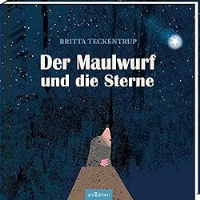 BRITTA TECKENTRUP
Der Maulwurf
und die Sterne
arsEdition